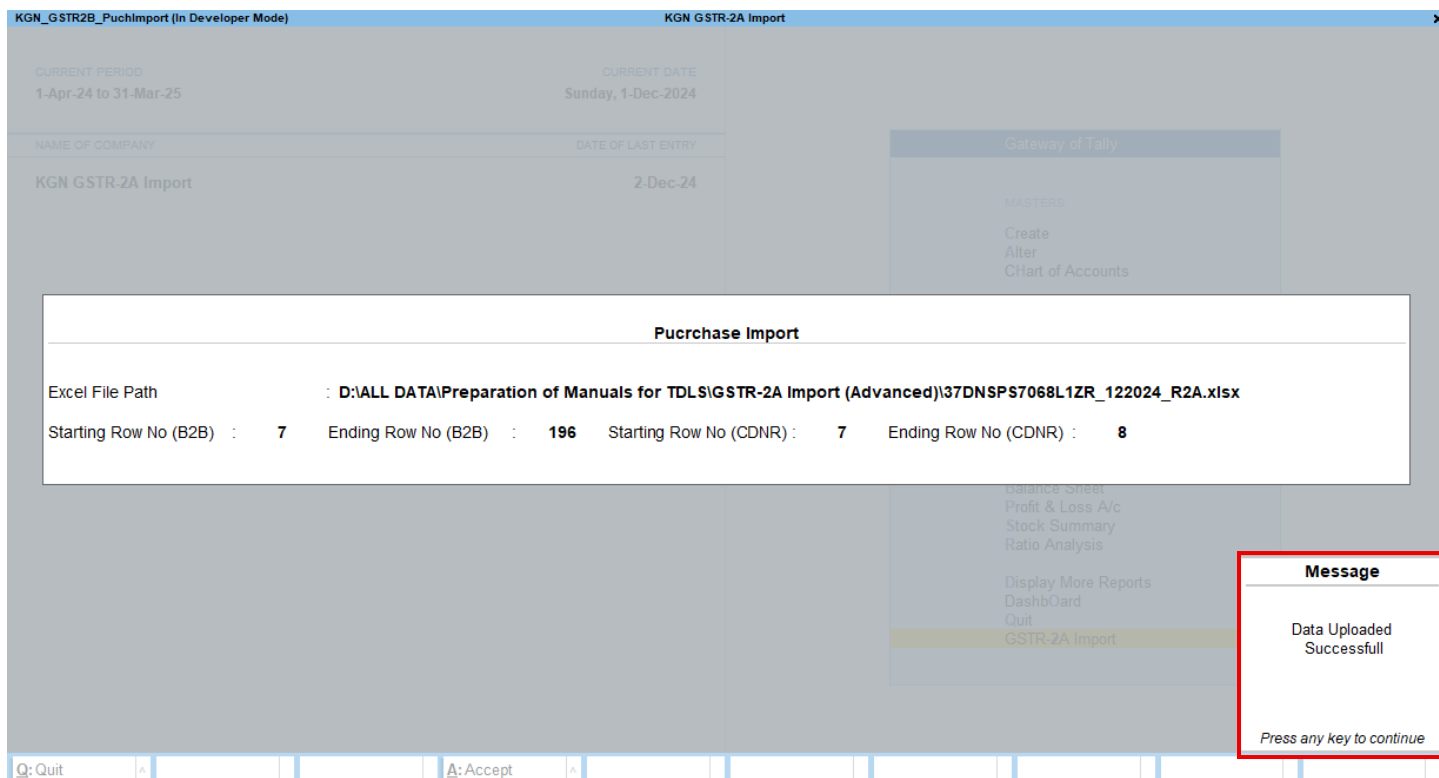 KGN_GSTR2B_PuchImport (In Developer Mode) KGN GSTR-2A Import x
CURRENT PERIOD CURRENT DATE
1-Apr-24 to 31-Mar-25 Sunday, 1-Dec-2024
NAME OF COMPANY DATE OF LAST ENTRY
KGN GSTR-2A Import 2-Dec-24
Gateway of Tally
MASTERS
Create
Alter
CHart of Accounts
Pucrchase Import
Excel File Path : D:\ALL DATA\Preparation of Manuals for TDLS\GSTR-2A Import (Advanced)\37DNSPS7068L1ZR_122024_R2A.xlsx
Starting Row No (B2B) : 7 Ending Row No (B2B) : 196 Starting Row No (CDNR) : 7 Ending Row No (CDNR) : 8
Balance Sheet
Profit & Loss A/c
Stock Summary
Ratio Analysis
Display More Reports
DashbOard
Quit
GSTR-2A Import
Message
Data Uploaded
Successfull
Press any key to continue
Q: Quit ^ A: Accept ^